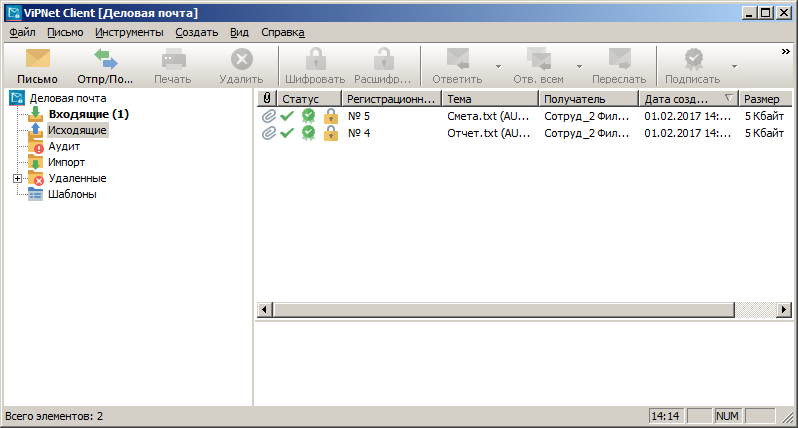 ViPNet Client [Деловая почта]
Файл Письмо Инструменты Создать Вид Справка
Письмо Отпр/По... Печать Удалить Шифровать Расшифр... Ответить Отв. всем Переслать Подписать »
Деловая почта
Входящие (1)
Исходящие
Аудит
Импорт
Удаленные
Шаблоны
Статус Регистрационн... Тема Получатель Дата созд... Размер
№ 5 Смета.txt (AU... Сотруд_2 Фил... 01.02.2017 14:... 5 Кбайт
№ 4 Отчет.txt (AU... Сотруд_2 Фил... 01.02.2017 14:... 5 Кбайт
Всего элементов: 2 14:14 NUM